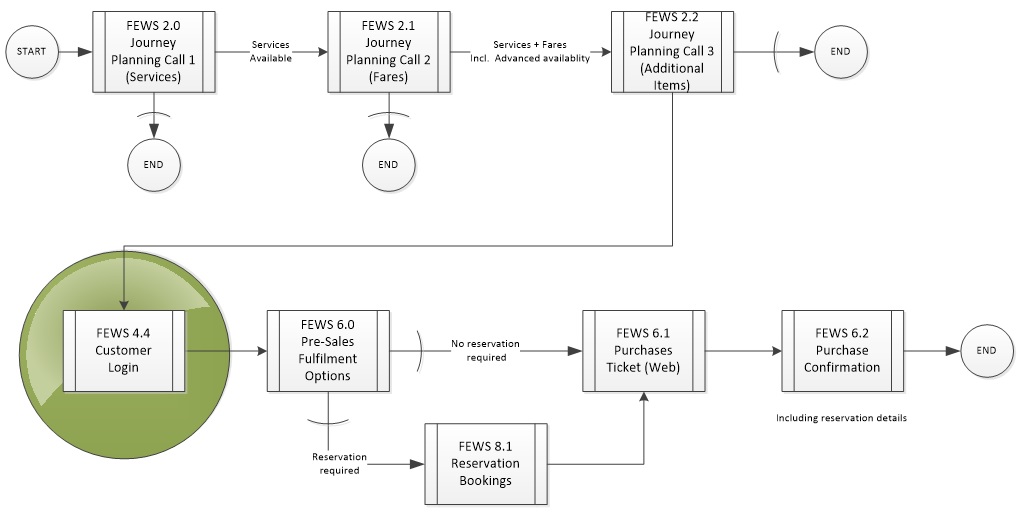 START
FEWS 2.0
Journey
Planning Call 1
(Services)
Services
Available
FEWS 2.1
Journey
Planning Call 2
(Fares)
Services + Fares
Incl. Advanced availablity
FEWS 2.2
Journey
Planning Call 3
(Additional
Items)
END
END
END
FEWS 4.4
Customer
Login
FEWS 6.0
Pre-Sales
Fulfilment
Options
No reservation
required
FEWS 6.1
Purchases
Ticket (Web)
FEWS 6.2
Purchase
Confirmation
END
Including reservation details
Reservation
required
FEWS 8.1
Reservation
Bookings